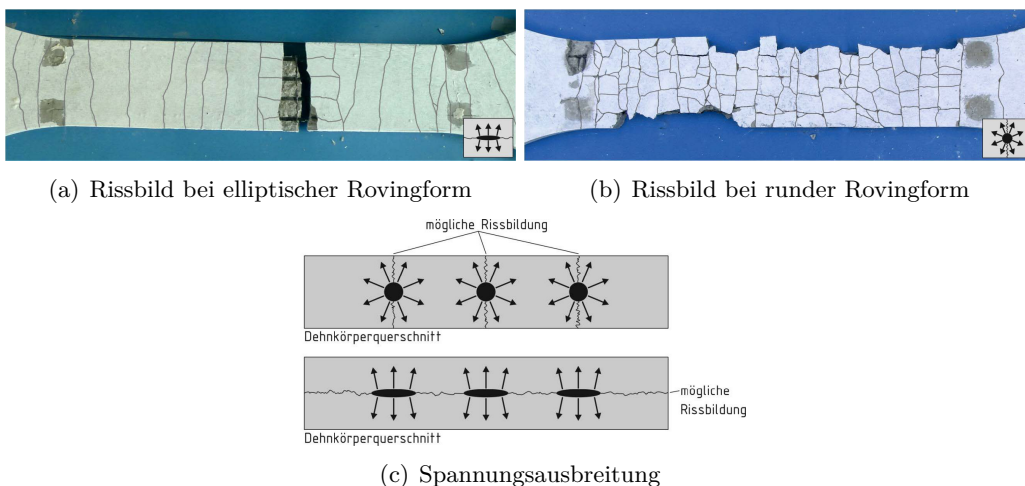 (a) Rissbild bei elliptischer Rovingform
(b) Rissbild bei runder Rovingform
mögliche Rissbildung
Dehnkörperquerschnitt
mögliche
Rissbildung
Dehnkörperquerschnitt
(c) Spannungsausbreitung